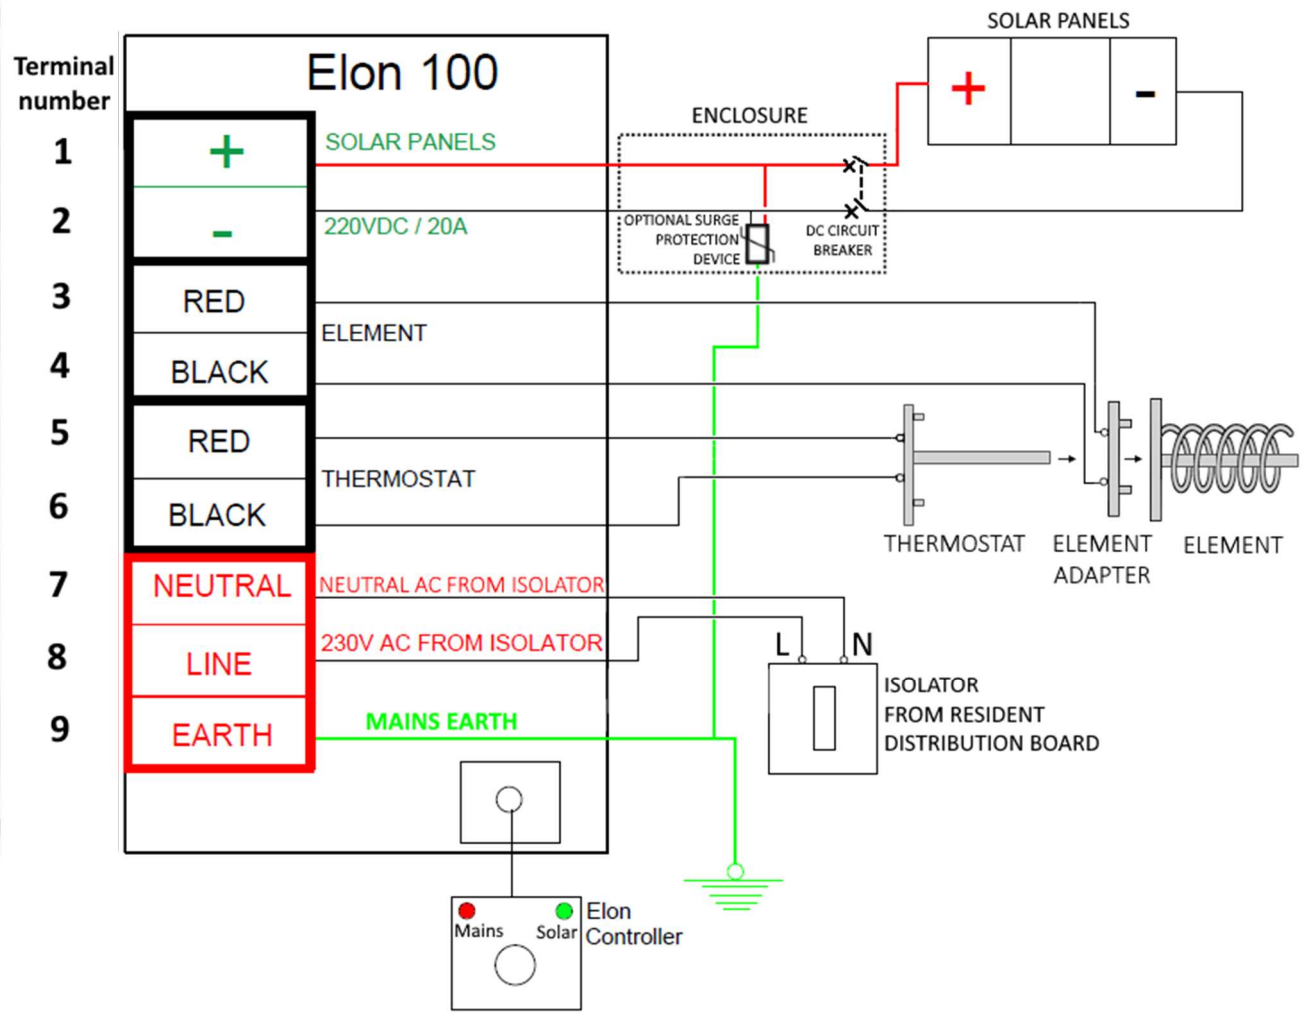 SOLAR PANELS
+ -
Elon 100
Terminal
number
ENCLOSURE
1 + SOLAR PANELS
2 - 220VDC / 20A
OPTIONAL SURGE
PROTECTION
DEVICE
DC CIRCUIT
BREAKER
3 RED
ELEMENT
4 BLACK
5 RED
THERMOSTAT
6 BLACK
THERMOSTAT
ELEMENT
ADAPTER
ELEMENT
7 NEUTRAL NEUTRAL AC FROM ISOLATOR
8 LINE 230V AC FROM ISOLATOR
L N
ISOLATOR
FROM RESIDENT
DISTRIBUTION BOARD
9 EARTH MAINS EARTH
Mains Solar
Elon
Controller